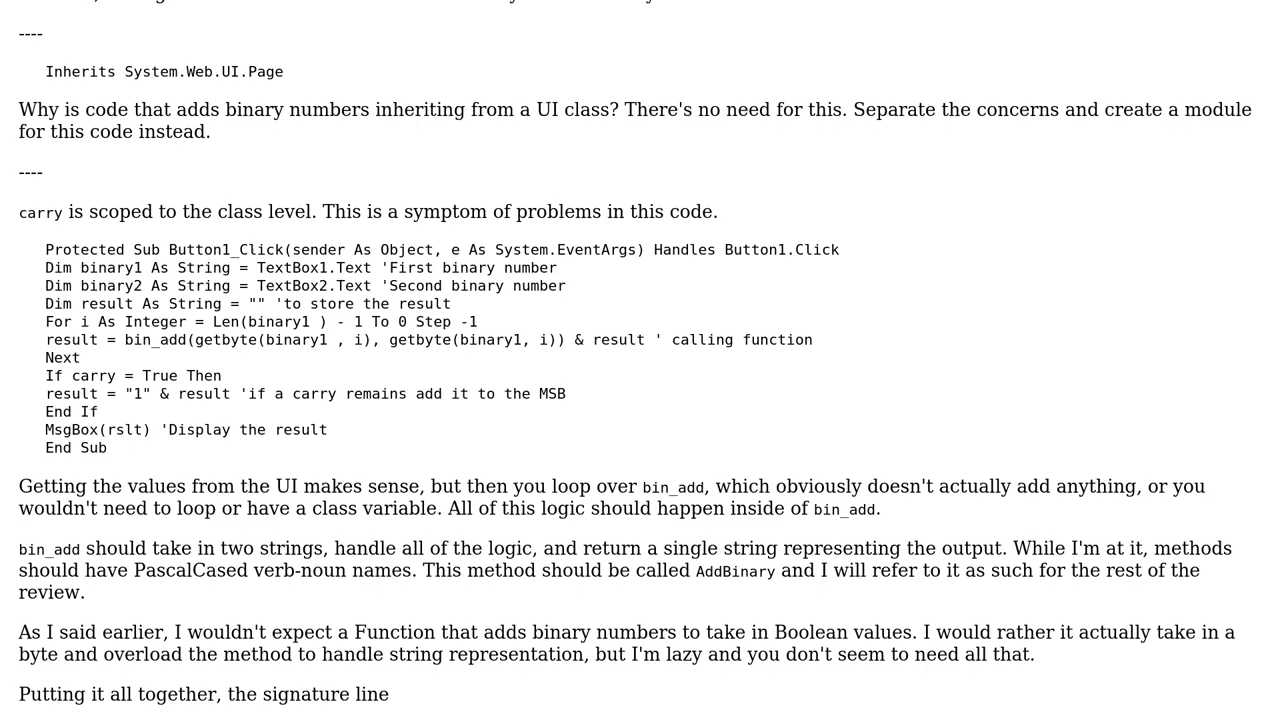 ----
Inherits System.Web.UI.Page
Why is code that adds binary numbers inheriting from a UI class? There's no need for this. Separate the concerns and create a module
for this code instead.
----
carry is scoped to the class level. This is a symptom of problems in this code.
Protected Sub Button1_Click(sender As Object, e As System.EventArgs) Handles Button1.Click
Dim binary1 As String = TextBox1.Text 'First binary number
Dim binary2 As String = TextBox2.Text 'Second binary number
Dim result As String = "" 'to store the result
For i As Integer = Len(binary1 ) - 1 To 0 Step -1
result = bin_add(getbyte(binary1 , i), getbyte(binary1, i)) & result ' calling function
Next
If carry = True Then
result = "1" & result 'if a carry remains add it to the MSB
End If
MsgBox(rslt) 'Display the result
End Sub
Getting the values from the UI makes sense, but then you loop over bin_add, which obviously doesn't actually add anything, or you
wouldn't need to loop or have a class variable. All of this logic should happen inside of bin_add.
bin_add should take in two strings, handle all of the logic, and return a single string representing the output. While I'm at it, methods
should have PascalCased verb-noun names. This method should be called AddBinary and I will refer to it as such for the rest of the
review.
As I said earlier, I wouldn't expect a Function that adds binary numbers to take in Boolean values. I would rather it actually take in a
byte and overload the method to handle string representation, but I'm lazy and you don't seem to need all that.
Putting it all together, the signature line